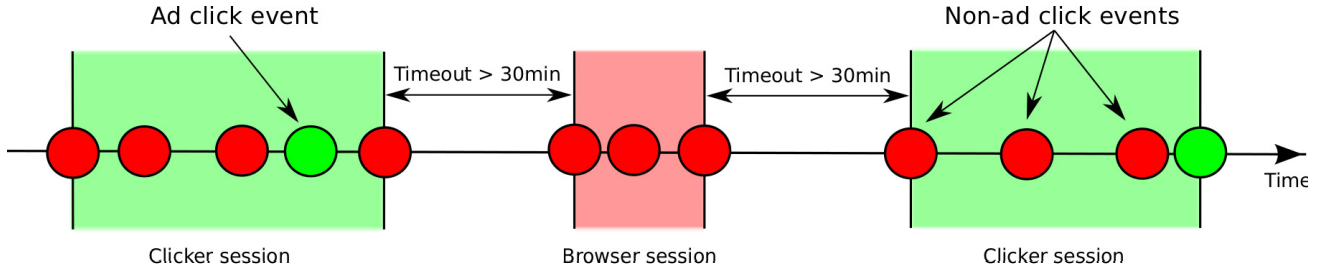 Ad click event
Non-ad click events
Timeout > 30min
Timeout > 30min
Time
Clicker session
Browser session
Clicker session